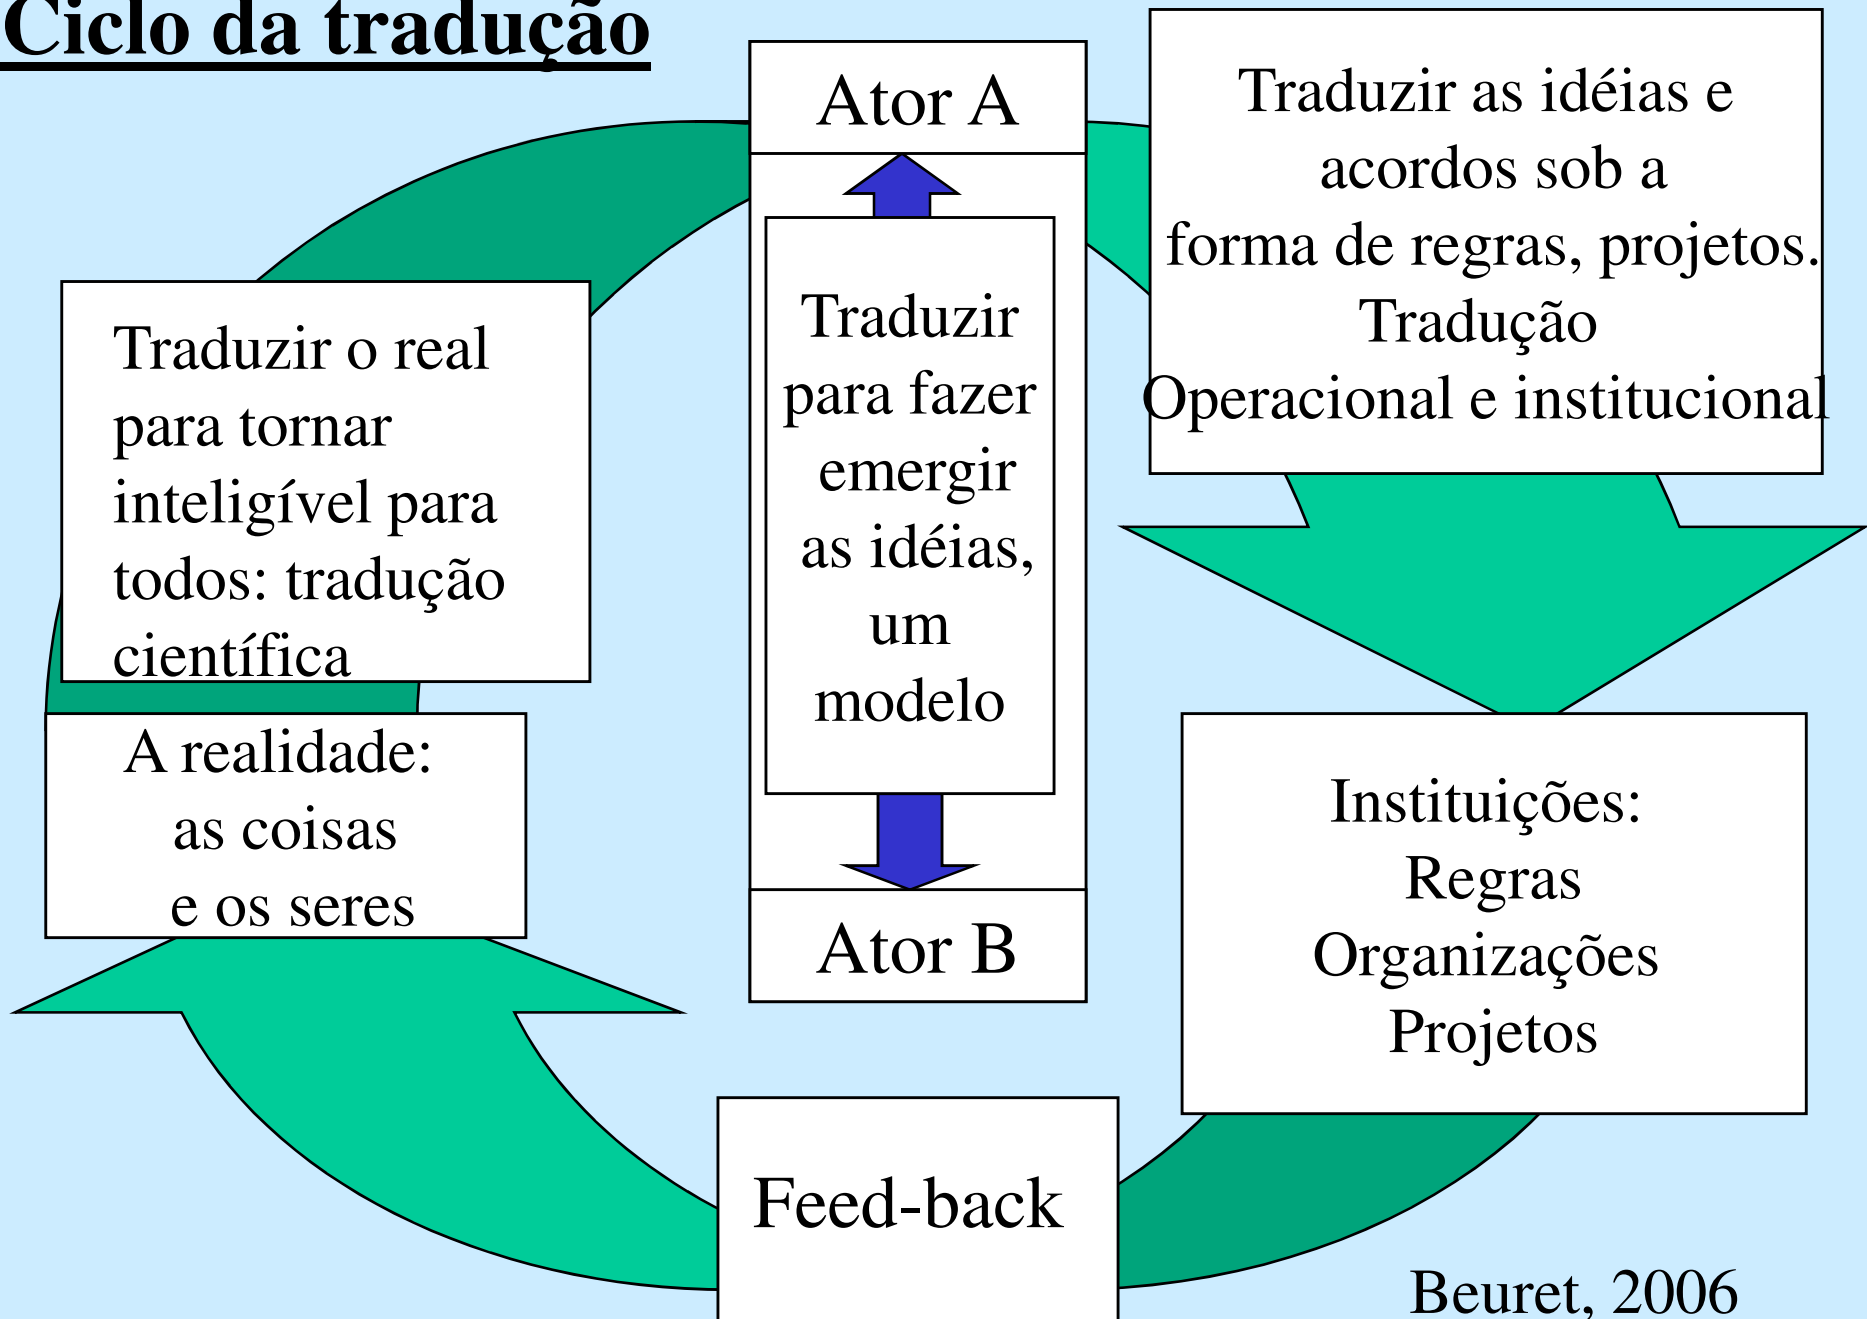 Ciclo da tradução
Ator A
Traduzir as idéias e
acordos sob a
forma de regras, projetos.
Tradução
Operacional e institucional
Traduzir o real
para tornar
inteligível para
todos: tradução
científica
Traduzir
para fazer
emergir
as idéias,
um
modelo
A realidade:
as coisas
e os seres
Ator B
Instituições:
Regras
Organizações
Projetos
Feed-back
Beuret, 2006